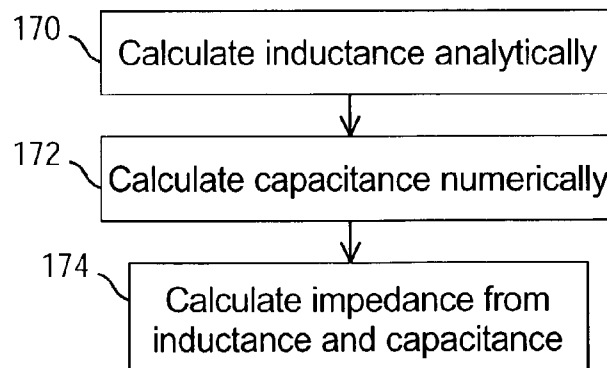 170
Calculate inductance analytically
172
Calculate capacitance numerically
174
Calculate impedance from
inductance and capacitance